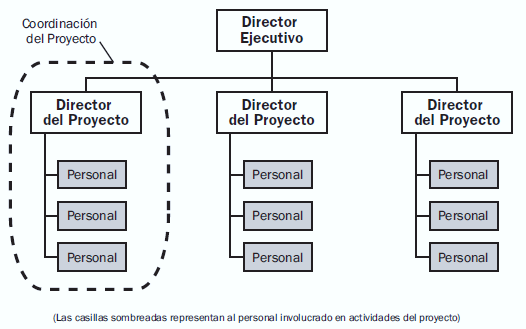 Coordinación
del Proyecto
Director
Ejecutivo
Director
del Proyecto
Director
del Proyecto
Director
del Proyecto
Personal
Personal
Personal
Personal
Personal
Personal
Personal
Personal
Personal
(Las casillas sombreadas representan al personal involucrado en actividades del proyecto)